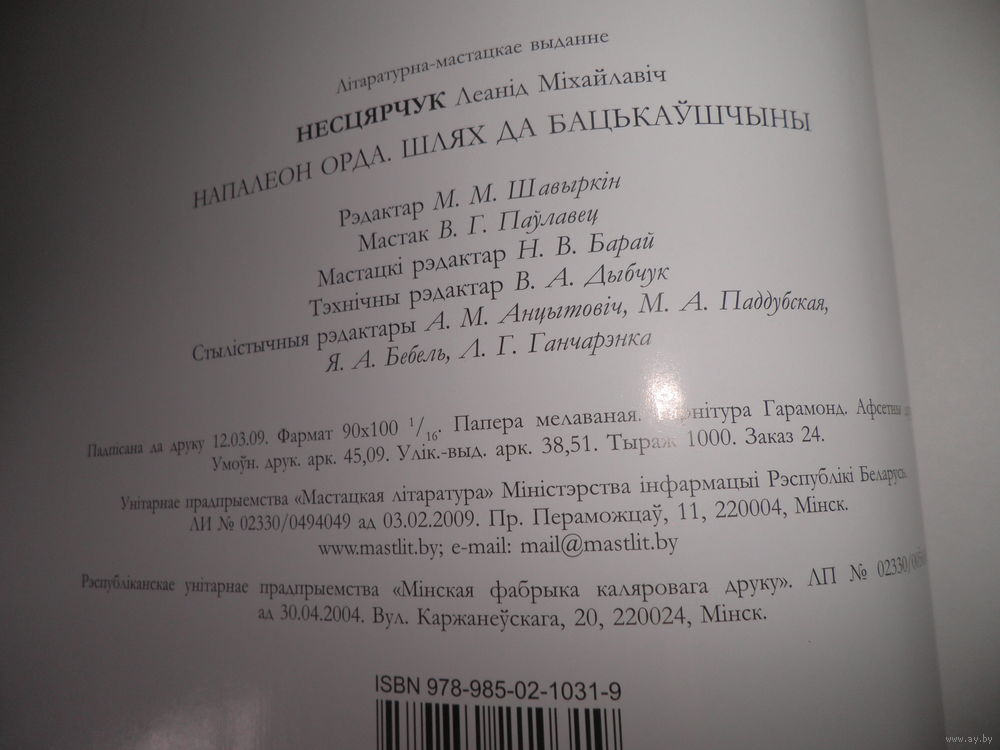 Літаратурна-мастацкае выданне
НЕСЦЯРЧУК Леанід Міхайлавіч
НАПАЛЕОН ОРДА. ШЛЯХ ДА БАЦЬКАЎШЧЫНЫ
Рэдактар М. М. Шавыркін
Мастак В. Г. Паўлавец
Мастацкі рэдактар Н. В. Барай
Тэхнічны рэдактар В. А. Дыбчук
Стылістычныя рэдактары А. М. Анцытовіч, М. А. Паддубская,
Я. А. Бебель, Л. Г. Ганчарэнка
Падпісана да друку 12.03.09. Фармат 90х100 1/16. Папера мелаваная. Гарнітура Гарамонд. Афсетны
Умоўн. друк. арк. 45,09. Улік.-выд. арк. 38,51. Тыраж 1000. Заказ 24.
Унітарнае прадпрыемства «Мастацкая літаратура» Міністэрства інфармацыі Рэспублікі Беларусь.
ЛИ № 02330/0494049 ад 03.02.2009. Пр. Пераможцаў, 11, 220004, Мінск.
www.mastlit.by; e-mail: mail@mastlit.by
Рэспубліканскае унітарнае прадпрыемства «Мінская фабрыка каляровага друку». ЛП № 02330/
ад 30.04.2004. Вул. Каржанеўскага, 20, 220024, Мінск.
ISBN 978-985-02-1031-9
www.ay.by